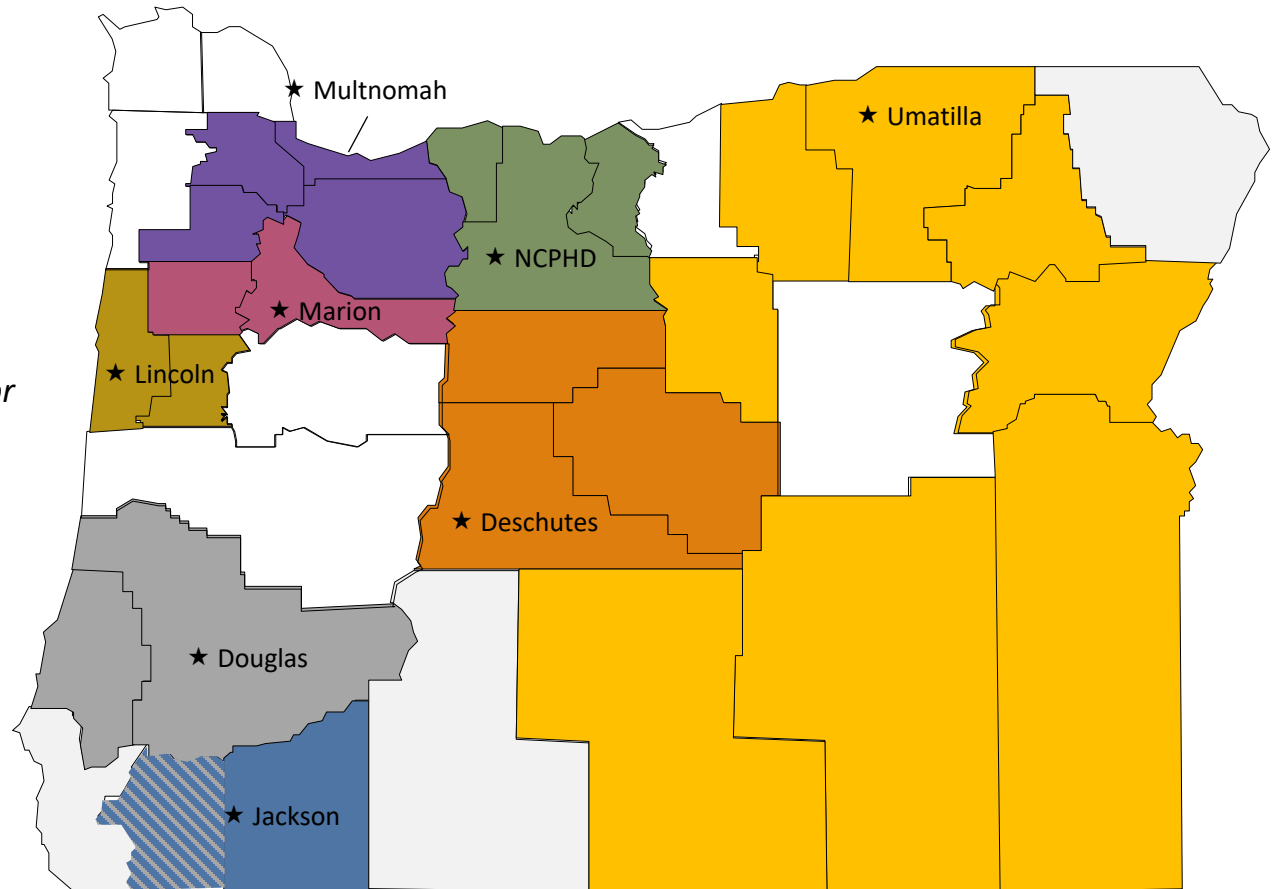 ★ Multnomah
★ Umatilla
★ NCPHD
★ Marion
★ Lincoln
★ Deschutes
★ Douglas
★ Jackson